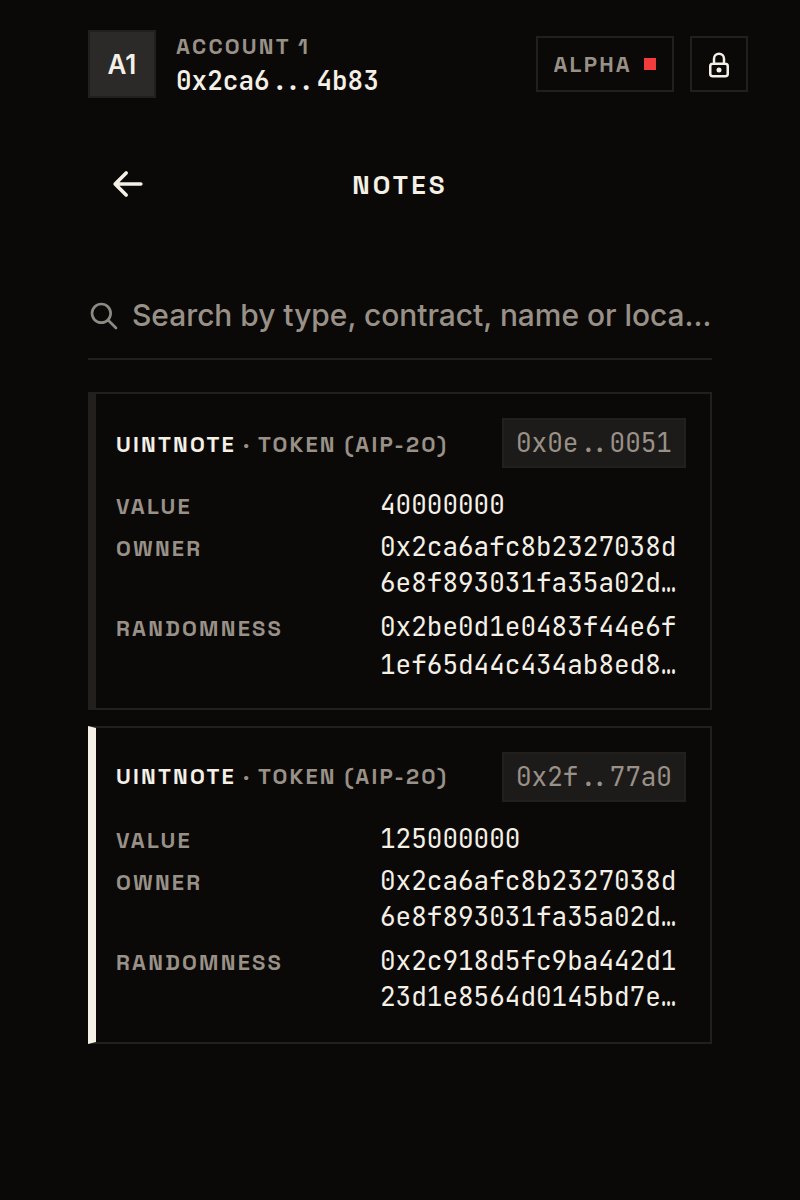 A1
ACCOUNT 1
0x2ca6...4b83
ALPHA
NOTES
Search by type, contract, name or loca...
UINTNOTE · TOKEN (AIP-20)
0x0e..0051
VALUE
40000000
OWNER
0x2ca6afc8b2327038d
6e8f893031fa35a02d…
RANDOMNESS
0x2be0d1e0483f44e6f
1ef65d44c434ab8ed8…
UINTNOTE · TOKEN (AIP-20)
0x2f..77a0
VALUE
125000000
OWNER
0x2ca6afc8b2327038d
6e8f893031fa35a02d…
RANDOMNESS
0x2c918d5fc9ba442d1
23d1e8564d0145bd7e…